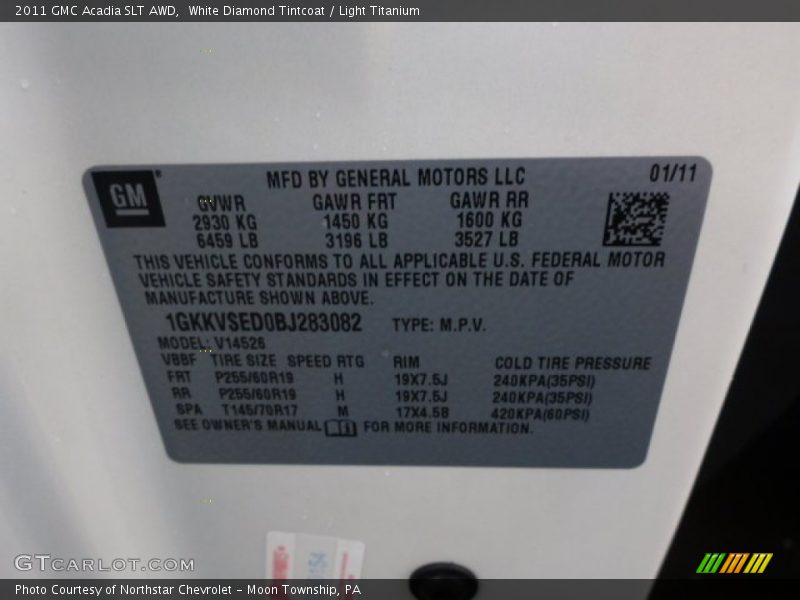 2011 GMC Acadia SLT AWD, White Diamond Tintcoat / Light Titanium
GM
MFD BY GENERAL MOTORS LLC 01/11
GVWR GAWR FRT GAWR RR
2930 KG 1450 KG 1600 KG
6459 LB 3196 LB 3527 LB
THIS VEHICLE CONFORMS TO ALL APPLICABLE U.S. FEDERAL MOTOR
VEHICLE SAFETY STANDARDS IN EFFECT ON THE DATE OF
MANUFACTURE SHOWN ABOVE.
1GKKVSED0BJ283082 TYPE: M.P.V.
MODEL: V14526
VBBF TIRE SIZE SPEED RTG RIM COLD TIRE PRESSURE
FRT P255/60R19 H 19X7.5J 240KPA(35PSI)
RR P255/60R19 H 19X7.5J 240KPA(35PSI)
SPA T145/70R17 M 17X4.5B 420KPA(60PSI)
SEE OWNER'S MANUAL FOR MORE INFORMATION.
GTCARLOT.COM
Photo Courtesy of Northstar Chevrolet - Moon Township, PA